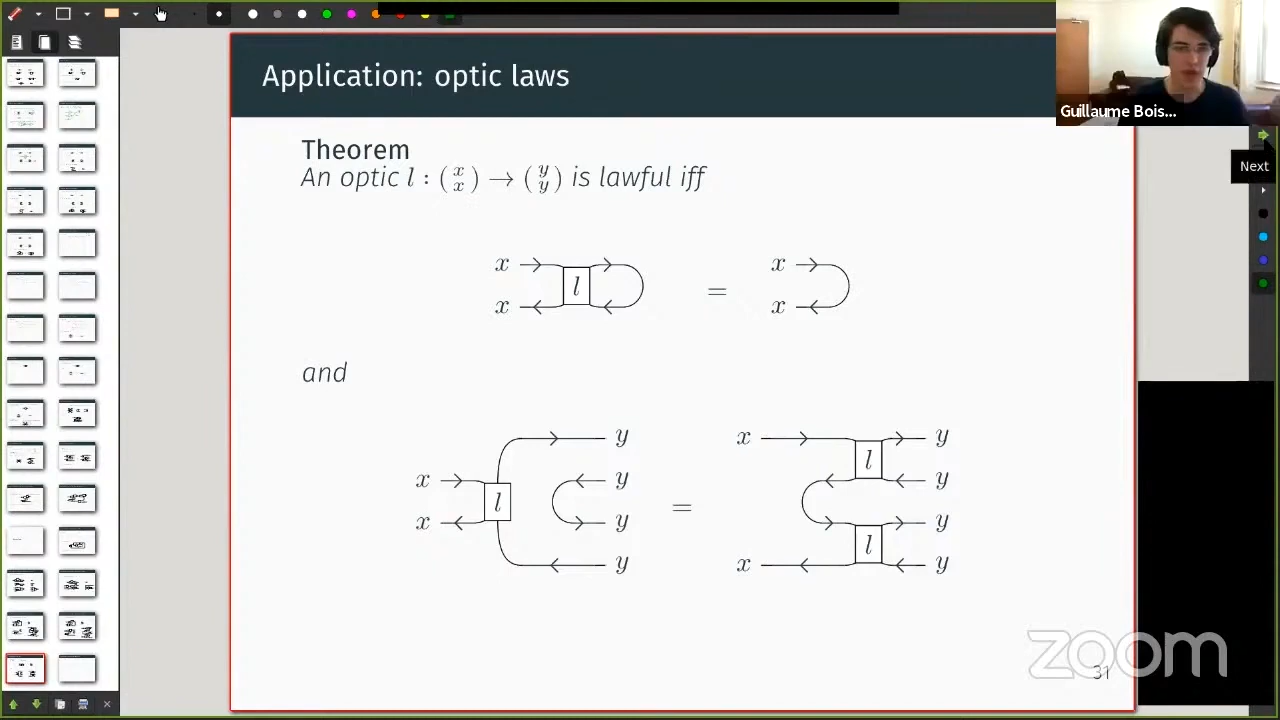 Application: optic laws
Guillaume Bois...
Next
Theorem
An optic l : (x x) → (y y) is lawful iff
x l x
x = x
and
x y l y
x l y y
x y = y
x y l y
zoom
31